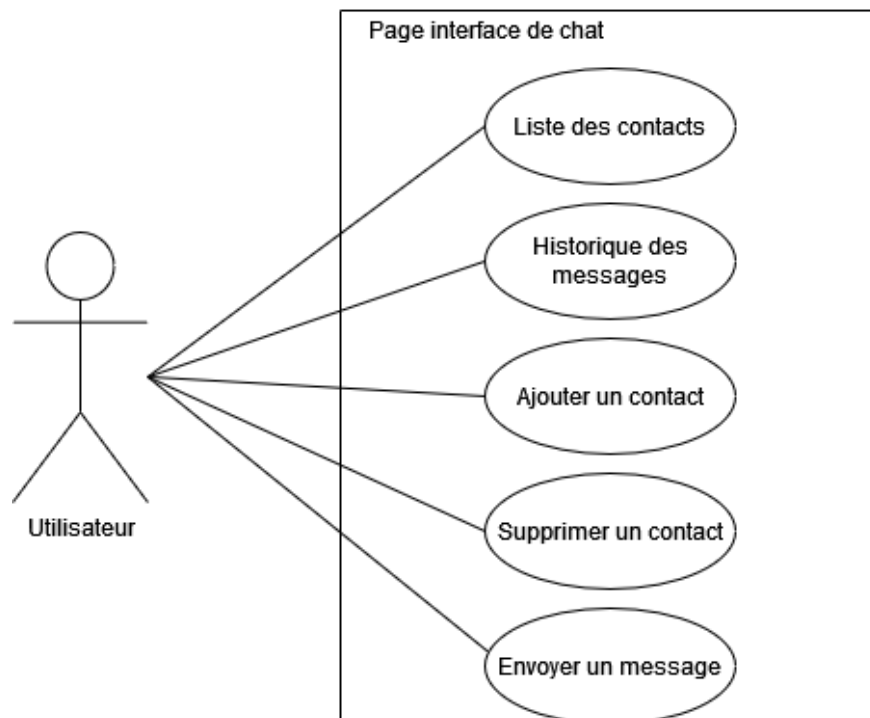 Page interface de chat
Liste des contacts
Historique des
messages
Ajouter un contact
Supprimer un contact
Utilisateur
Envoyer un message